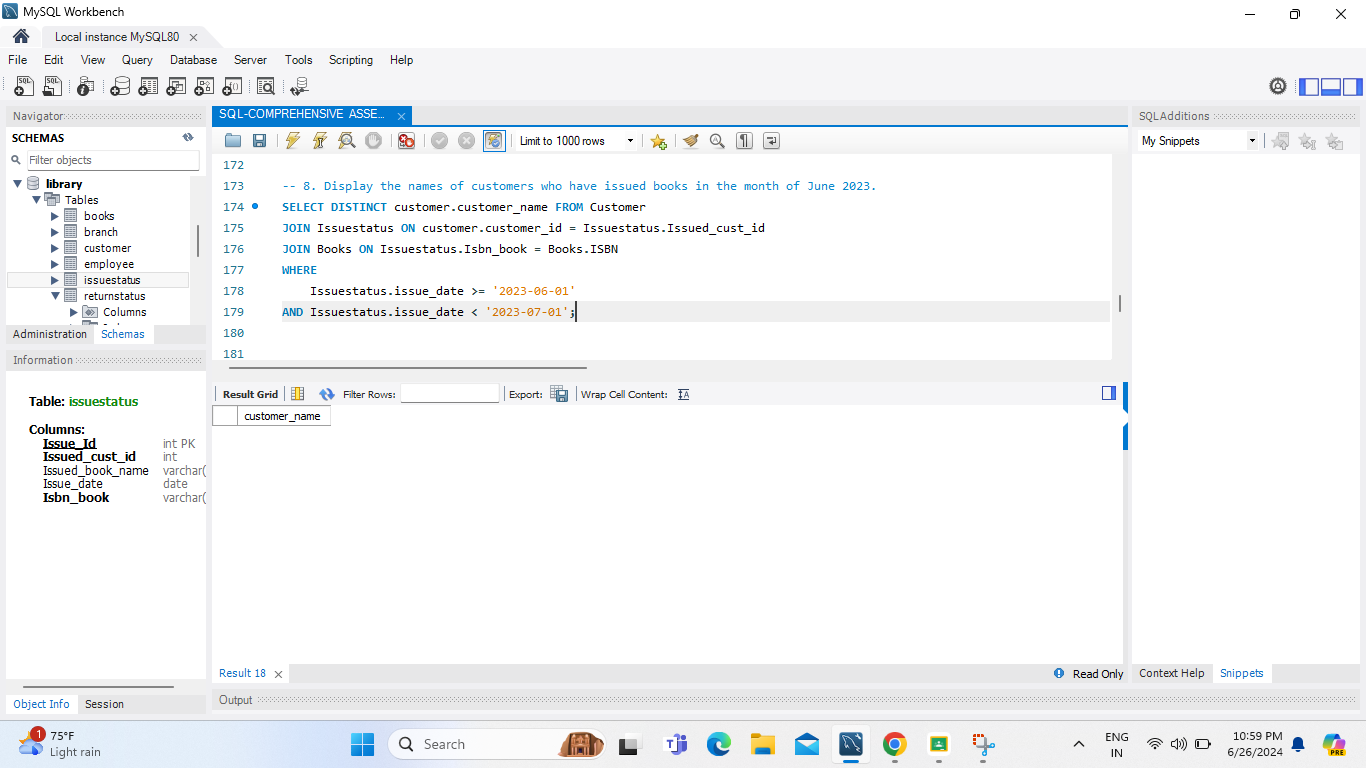 MySQL Workbench
Local instance MySQL80
File Edit View Query Database Server Tools Scripting Help
Navigator
SCHEMAS
Filter objects
library
Tables
books
branch
customer
employee
issuestatus
returnstatus
Columns
Administration Schemas
Information
Table: issuestatus
Columns:
Issue_Id int PK
Issued_cust_id int
Issued_book_name varchar(
Issue_date date
Isbn_book varchar(
Object Info Session
SQL-COMPREHENSIVE ASSE...
Limit to 1000 rows
172
173 -- 8. Display the names of customers who have issued books in the month of June 2023.
174 SELECT DISTINCT customer.customer_name FROM Customer
175 JOIN Issuestatus ON customer.customer_id = Issuestatus.Issued_cust_id
176 JOIN Books ON Issuestatus.Isbn_book = Books.ISBN
177 WHERE
178 Issuestatus.issue_date >= '2023-06-01'
179 AND Issuestatus.issue_date < '2023-07-01';
180
181
Result Grid Filter Rows: Export: Wrap Cell Content:
customer_name
Result 18
Read Only
Output
SQLAdditions
My Snippets
Context Help Snippets
1
75°F
Light rain
Search
ENG
IN
10:59 PM
6/26/2024
PRE